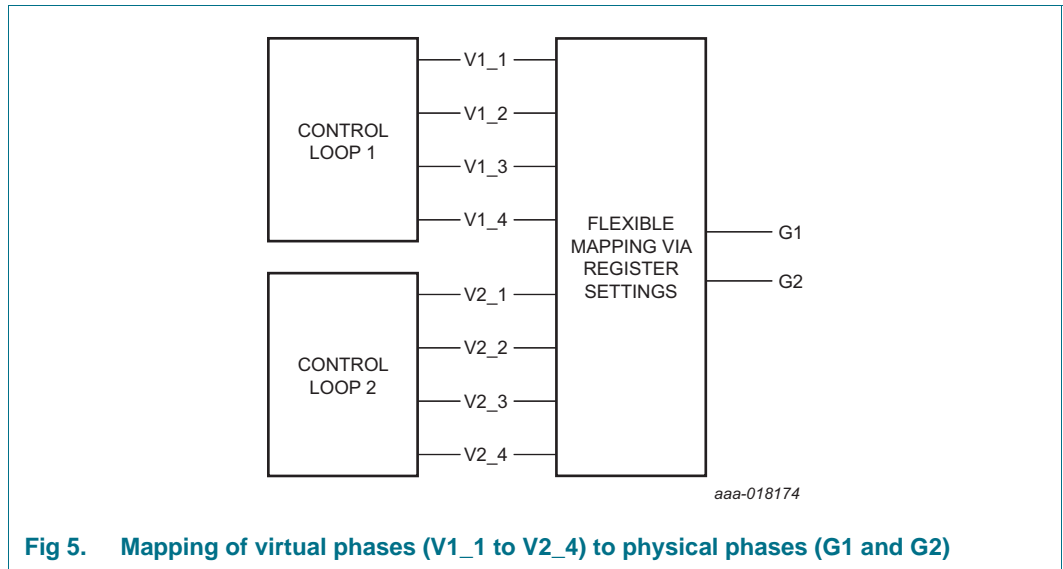 CONTROL
LOOP 1
V1_1
V1_2
V1_3
V1_4
CONTROL
LOOP 2
V2_1
V2_2
V2_3
V2_4
FLEXIBLE
MAPPING VIA
REGISTER
SETTINGS
G1
G2
aaa-018174
Fig 5. Mapping of virtual phases (V1_1 to V2_4) to physical phases (G1 and G2)